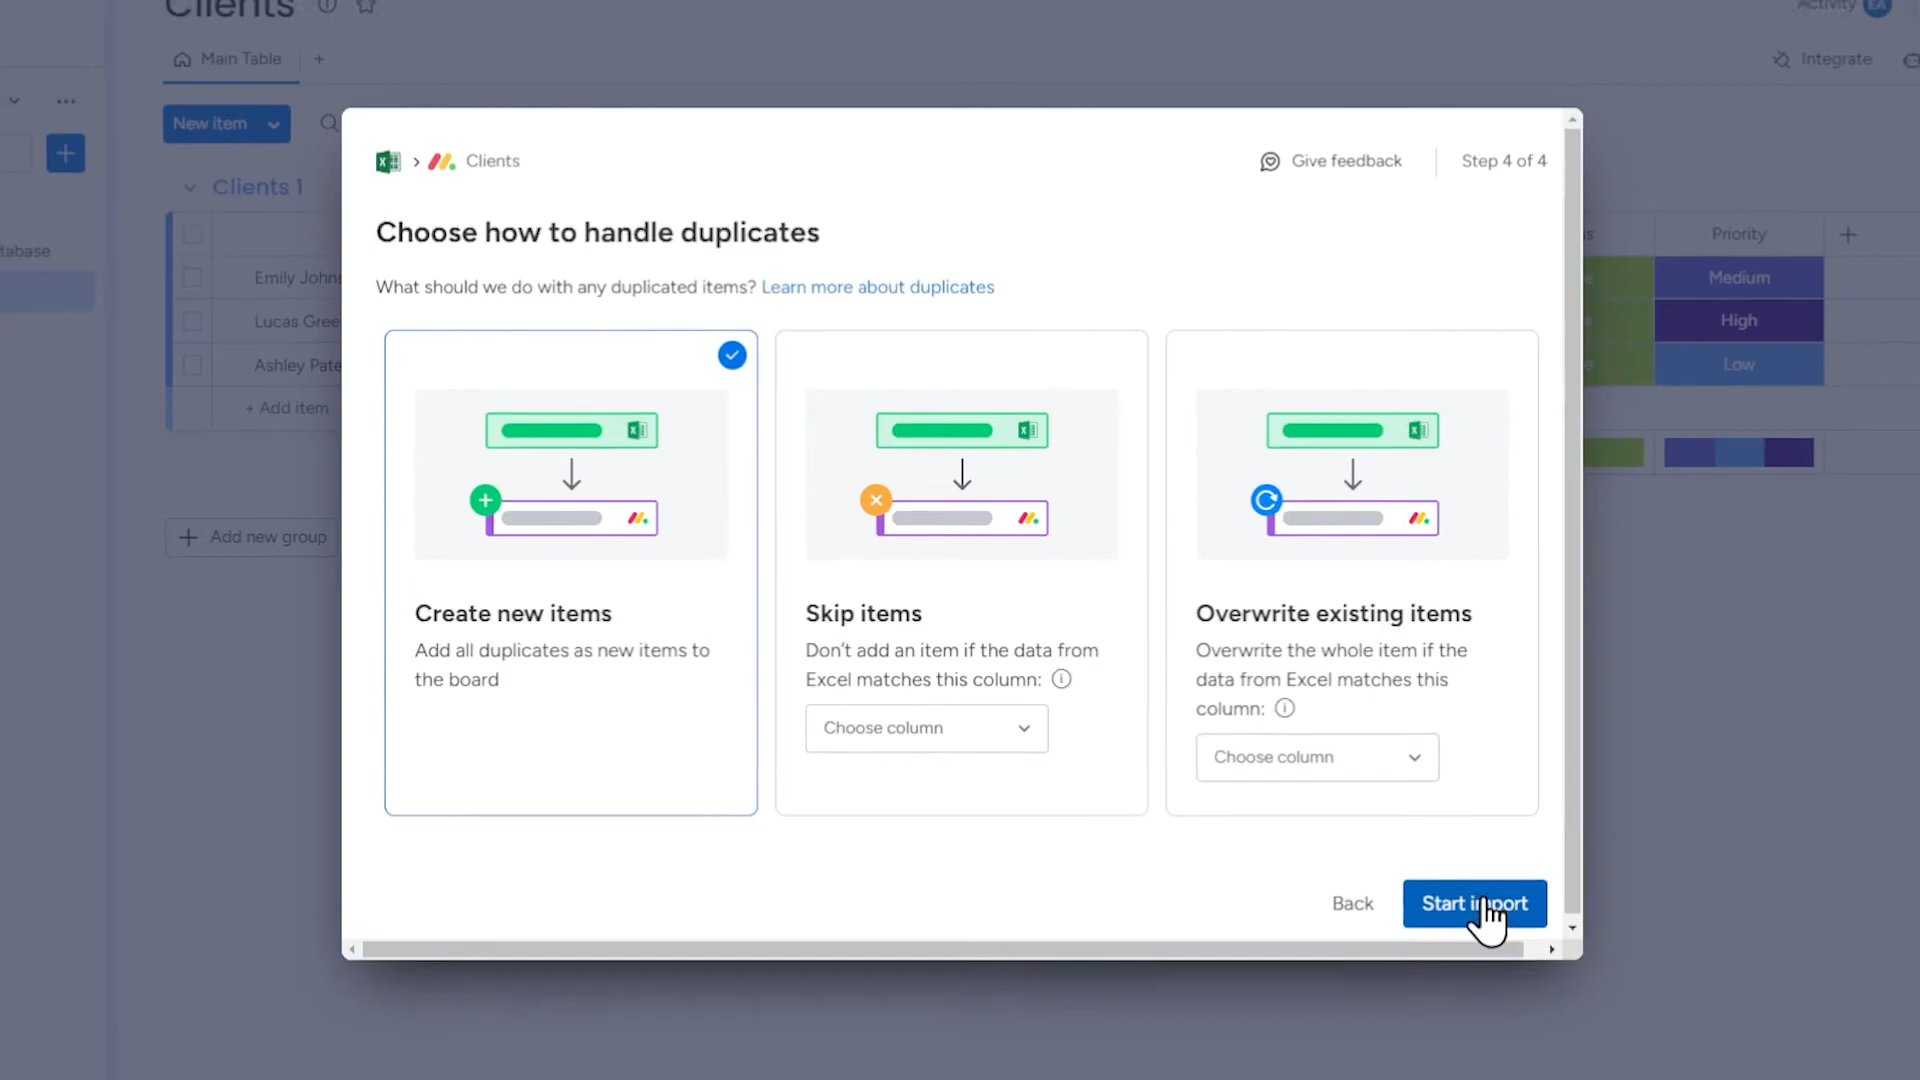 Clients
Activity
Main Table
+
Integrate
New item
Clients 1
Clients
Give feedback
Step 4 of 4
Choose how to handle duplicates
What should we do with any duplicated items? Learn more about duplicates
Priority
Emily Johns
Medium
Lucas Gree
High
Ashley Pate
Low
+ Add item
Add new group
tabase
Create new items
Add all duplicates as new items to
the board
Skip items
Don't add an item if the data from
Excel matches this column:
Choose column
Overwrite existing items
Overwrite the whole item if the
data from Excel matches this
column:
Choose column
Back
Start import